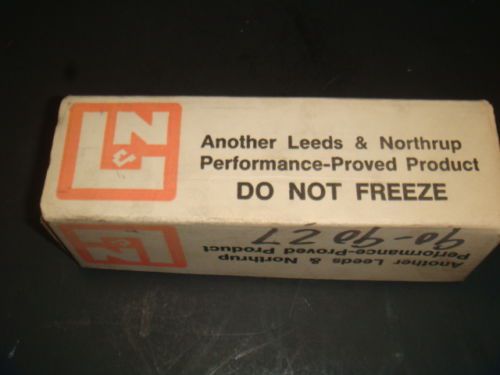 L&N
Another Leeds & Northrup
Performance-Proved Product
DO NOT FREEZE
90-9027
L&N
Another Leeds & Northrup
Performance-Proved Product